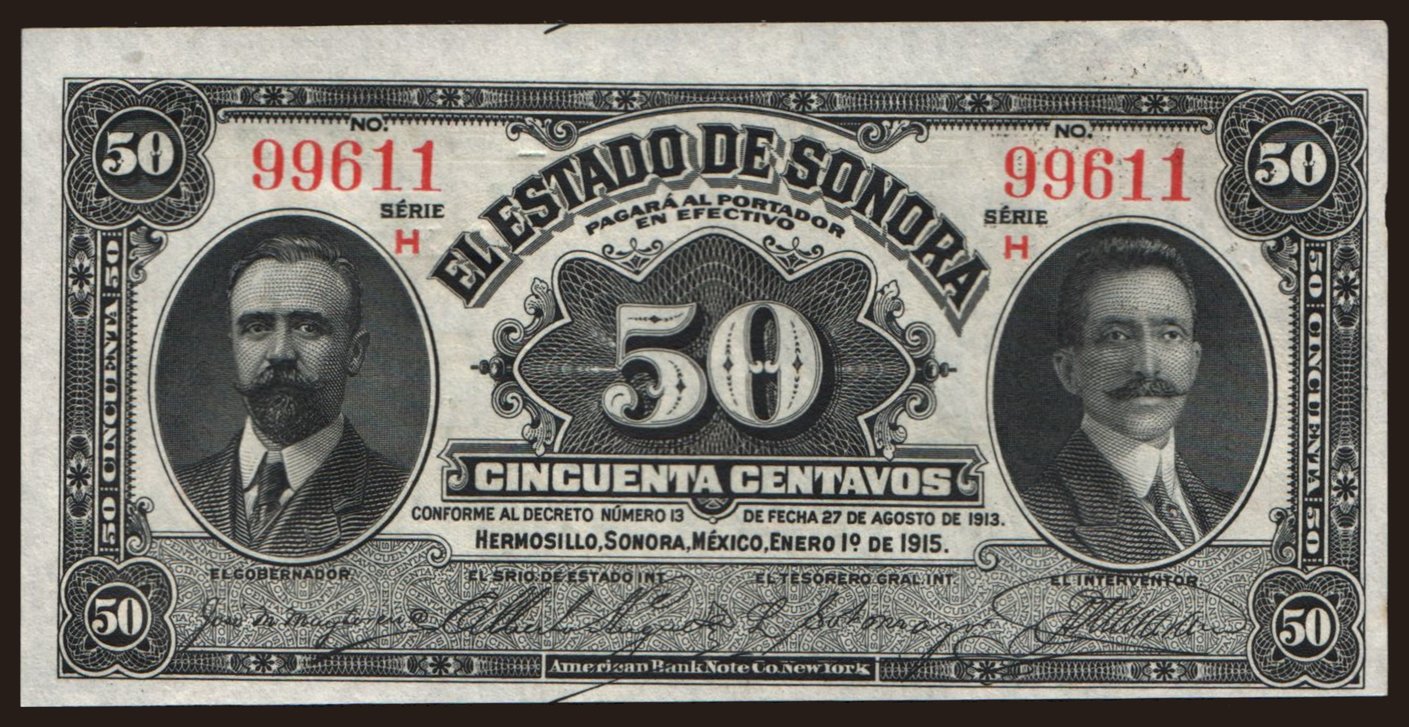 50
NO.
99611
SÉRIE
H
EL ESTADO DE SONORA
PAGARÁ AL PORTADOR
EN EFECTIVO
NO.
99611
SÉRIE
H
50
50 CINCUENTA 50
50
50 CINCUENTA 50
CINCUENTA CENTAVOS
CONFORME AL DECRETO NÚMERO 13 DE FECHA 27 DE AGOSTO DE 1913.
HERMOSILLO, SONORA, MÉXICO, ENERO 1º DE 1915.
EL GOBERNADOR. EL SRIO. DE ESTADO INT. EL TESORERO GRAL. INT. EL INTERVENTOR
50
50
American Bank Note Co. New York